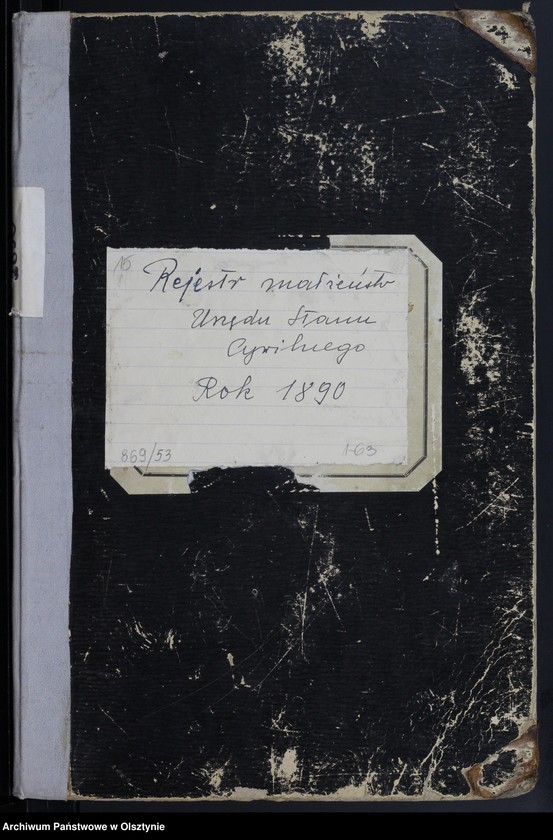 15
Rejestr małżeństw
Urzędu Stanu
Cywilnego
Rok 1890
869/53
1-63
Archiwum Państwowe w Olsztynie